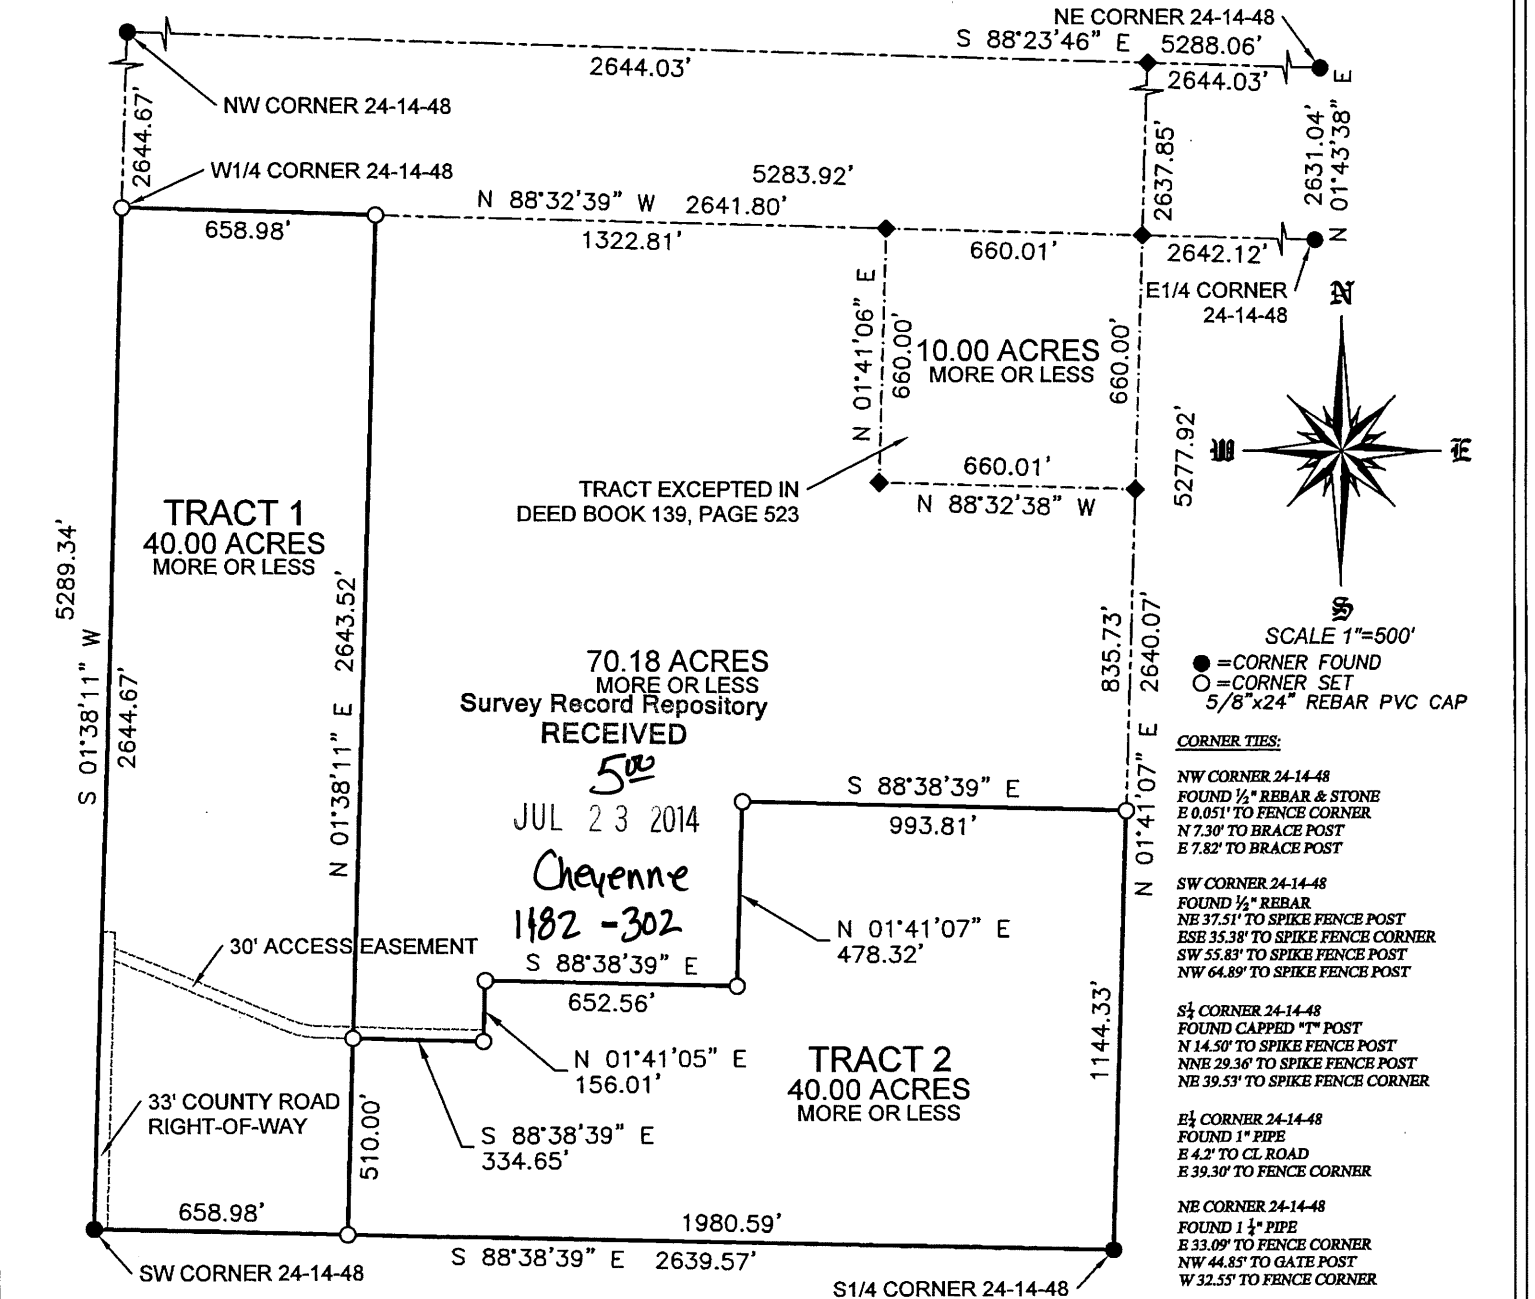 NE CORNER 24-14-48
S 88°23'46" E 5288.06'
2644.03' 2644.03'
NW CORNER 24-14-48
2644.67'
2637.85'
2631.04'
N 01°43'38" E
W1/4 CORNER 24-14-48
5283.92'
N 88°32'39" W 2641.80'
658.98' 1322.81' 660.01' 2642.12'
E1/4 CORNER
24-14-48
N 01°41'06" E
660.00'
10.00 ACRES
MORE OR LESS
660.00'
660.01'
N 88°32'38" W
TRACT EXCEPTED IN
DEED BOOK 139, PAGE 523
5277.92'
N
W E
S
SCALE 1"=500'
=CORNER FOUND
=CORNER SET
5/8"x24" REBAR PVC CAP
TRACT 1
40.00 ACRES
MORE OR LESS
5289.34'
S 01°38'11" W
2644.67'
N 01°38'11" E 2643.52'
835.73'
2640.07'
N 01°41'07" E
70.18 ACRES
MORE OR LESS
Survey Record Repository
RECEIVED
5.00
JUL 23 2014
Cheyenne
1182 -302
S 88°38'39" E
993.81'
N 01°41'07" E
478.32'
30' ACCESS EASEMENT
S 88°38'39" E
652.56'
N 01°41'05" E
156.01'
TRACT 2
40.00 ACRES
MORE OR LESS
1144.33'
33' COUNTY ROAD
RIGHT-OF-WAY
510.00'
S 88°38'39" E
334.65'
658.98'
1980.59'
S 88°38'39" E 2639.57'
SW CORNER 24-14-48
S1/4 CORNER 24-14-48
CORNER TIES:
NW CORNER 24-14-48
FOUND ½" REBAR & STONE
E 0.051' TO FENCE CORNER
N 7.30' TO BRACE POST
E 7.82' TO BRACE POST
SW CORNER 24-14-48
FOUND ½" REBAR
NE 37.51' TO SPIKE FENCE POST
ESE 35.38' TO SPIKE FENCE CORNER
SW 55.83' TO SPIKE FENCE POST
NW 64.89' TO SPIKE FENCE POST
S¼ CORNER 24-14-48
FOUND CAPPED "T" POST
N 14.50' TO SPIKE FENCE POST
NNE 29.36' TO SPIKE FENCE POST
NE 39.53' TO SPIKE FENCE CORNER
E¼ CORNER 24-14-48
FOUND 1" PIPE
E 4.2' TO CL ROAD
E 39.30' TO FENCE CORNER
NE CORNER 24-14-48
FOUND 1 ¼" PIPE
E 33.09' TO FENCE CORNER
NW 44.85' TO GATE POST
W 32.55' TO FENCE CORNER